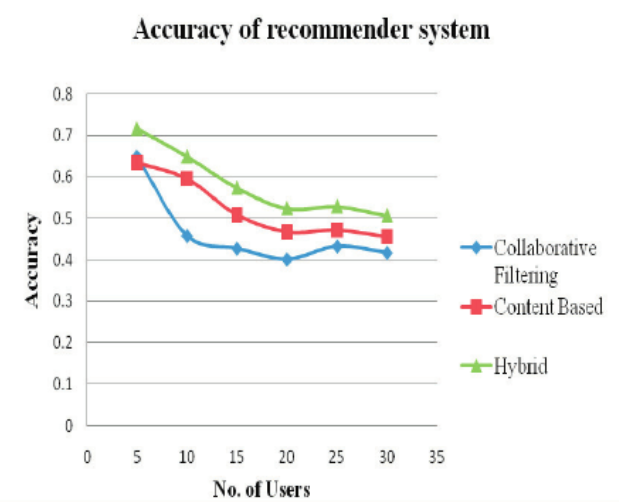 Accuracy of recommender system
Accuracy
0.8
0.7
0.6
0.5
0.4
0.3
0.2
0.1
0
0 5 10 15 20 25 30 35
No. of Users
Collaborative
Filtering
Content Based
Hybrid